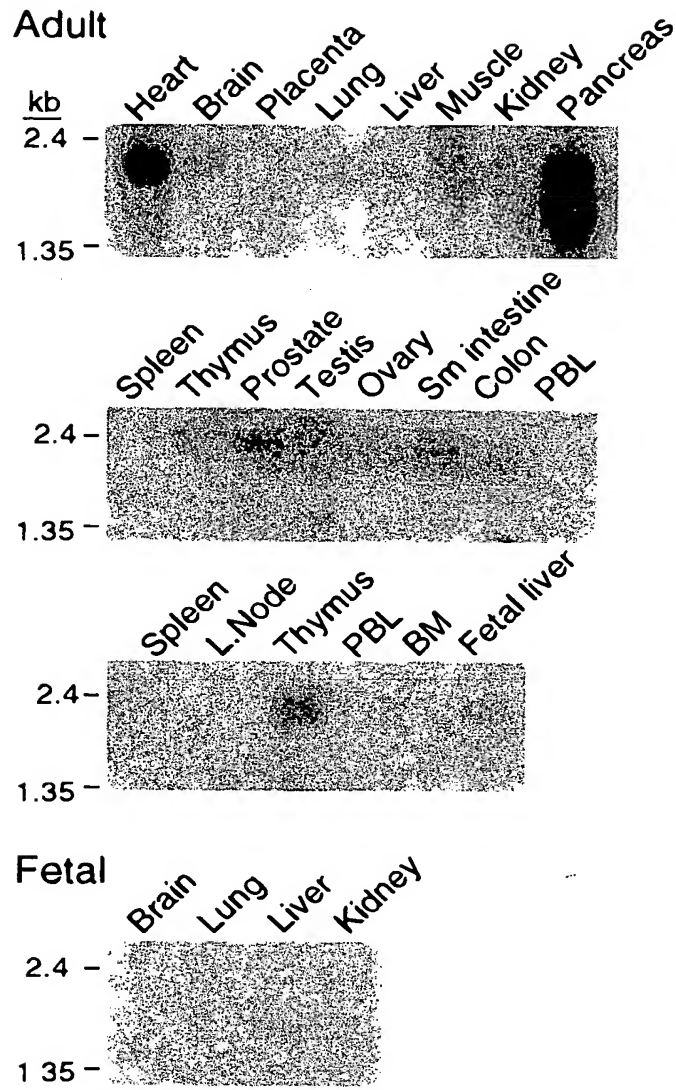 Adult
Heart Brain Placenta Lung Liver Muscle Kidney Pancreas
kb
2.4
1.35
Spleen Thymus Prostate Testis Ovary Sm intestine Colon PBL
2.4
1.35
Spleen L.Node Thymus PBL BM Fetal liver
2.4
1.35
Fetal
Brain Lung Liver Kidney
2.4
1 35